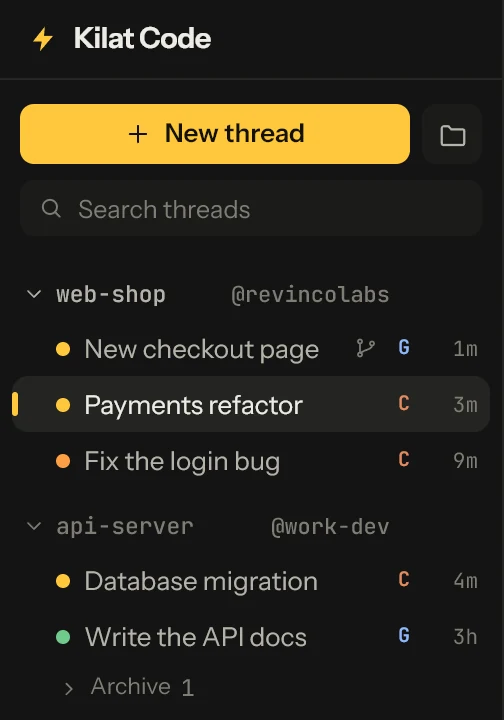 Kilat Code
+ New thread
Search threads
web-shop @revincolabs
New checkout page G 1m
Payments refactor C 3m
Fix the login bug C 9m
api-server @work-dev
Database migration C 4m
Write the API docs G 3h
Archive 1